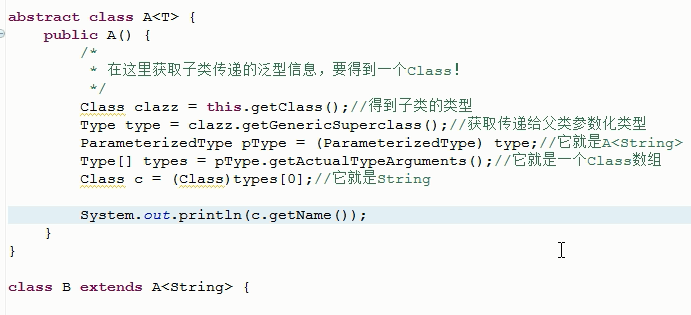 abstract class A<T> {
public A() {
/*
* 在这里获取子类传递的泛型信息，要得到一个Class！
*/
Class clazz = this.getClass();//得到子类的类型
Type type = clazz.getGenericSuperclass();//获取传递给父类参数化类型
ParameterizedType pType = (ParameterizedType) type;//它就是A<String>
Type[] types = pType.getActualTypeArguments();//它就是一个Class数组
Class c = (Class)types[0];//它就是String
System.out.println(c.getName());
}
}
class B extends A<String> {